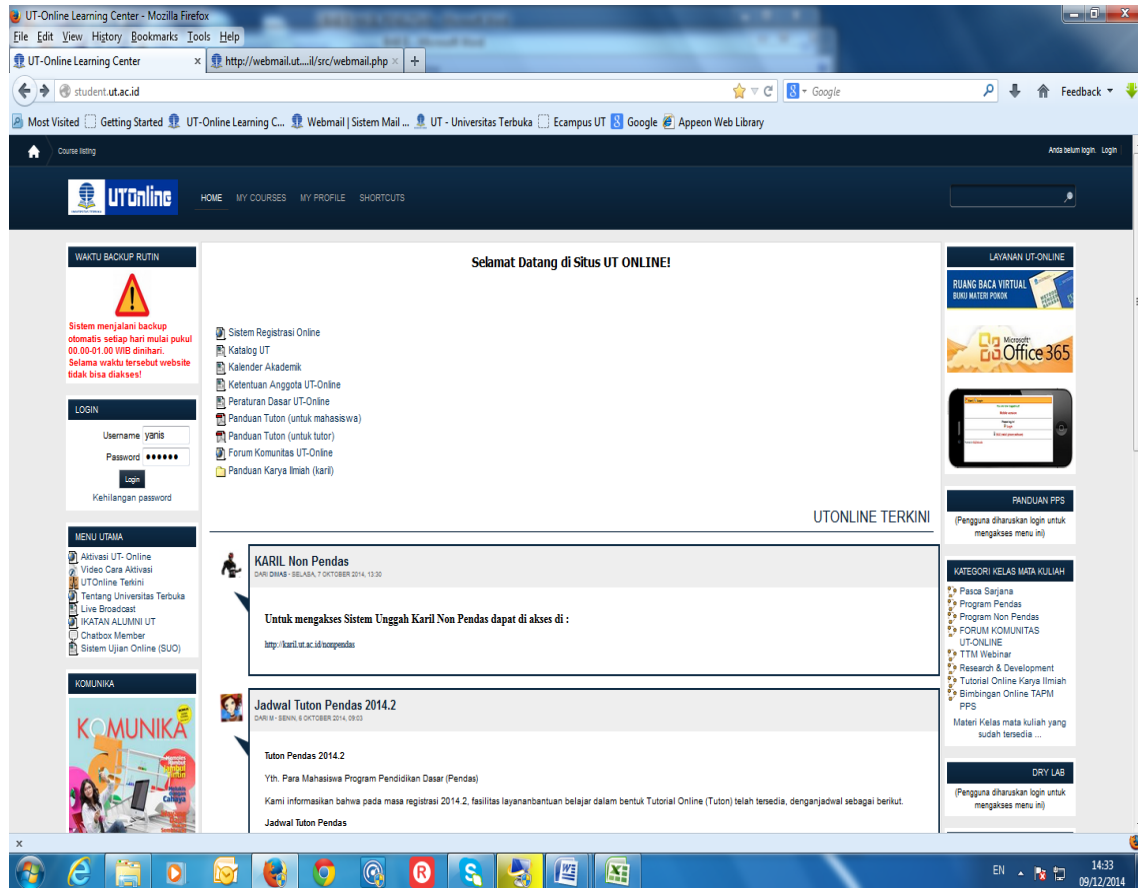 UT-Online Learning Center - Mozilla Firefox
File Edit View History Bookmarks Tools Help
UT-Online Learning Center x http://webmail.ut....il/src/webmail.php × +
student.ut.ac.id Google Feedback
Most Visited Getting Started UT-Online Learning C... Webmail | Sistem Mail ... UT - Universitas Terbuka Ecampus UT Google Appeon Web Library
Course listing Anda belum login. Login
UTOnline HOME MY COURSES MY PROFILE SHORTCUTS
WAKTU BACKUP RUTIN
Sistem menjalani backup
otomatis setiap hari mulai pukul
00.00-01.00 WIB dinihari.
Selama waktu tersebut website
tidak bisa diakses!
LOGIN
Username yanis
Password ••••••
Login
Kehilangan password
MENU UTAMA
Aktivasi UT- Online
Video Cara Aktivasi
UTOnline Terkini
Tentang Universitas Terbuka
Live Broadcast
IKATAN ALUMNI UT
Chatbox Member
Sistem Ujian Online (SUO)
KOMUNIKA
KOMUNIKA
Cahaya
Selamat Datang di Situs UT ONLINE!
Sistem Registrasi Online
Katalog UT
Kalender Akademik
Ketentuan Anggota UT-Online
Peraturan Dasar UT-Online
Panduan Tuton (untuk mahasiswa)
Panduan Tuton (untuk tutor)
Forum Komunitas UT-Online
Panduan Karya Ilmiah (karil)
UTONLINE TERKINI
KARIL Non Pendas
DARI DIMAS - SELASA, 7 OKTOBER 2014, 13:30
Untuk mengakses Sistem Unggah Karil Non Pendas dapat di akses di :
http://karil.ut.ac.id/nonpendas
Jadwal Tuton Pendas 2014.2
DARI M - SENIN, 6 OKTOBER 2014, 09:03
Tuton Pendas 2014.2
Yth. Para Mahasiswa Program Pendidikan Dasar (Pendas)
Kami informasikan bahwa pada masa registrasi 2014.2, fasilitas layananbantuan belajar dalam bentuk Tutorial Online (Tuton) telah tersedia, denganjadwal sebagai berikut.
Jadwal Tuton Pendas
LAYANAN UT-ONLINE
RUANG BACA VIRTUAL
BUKU MATERI POKOK
Microsoft
Office 365
PANDUAN PPS
(Pengguna diharuskan login untuk
mengakses menu ini)
KATEGORI KELAS MATA KULIAH
Pasca Sarjana
Program Pendas
Program Non Pendas
FORUM KOMUNITAS
UT-ONLINE
TTM Webinar
Research & Development
Tutorial Online Karya Ilmiah
Bimbingan Online TAPM
PPS
Materi Kelas mata kuliah yang
sudah tersedia ...
DRY LAB
(Pengguna diharuskan login untuk
mengakses menu ini)
x
EN 14:33
09/12/2014